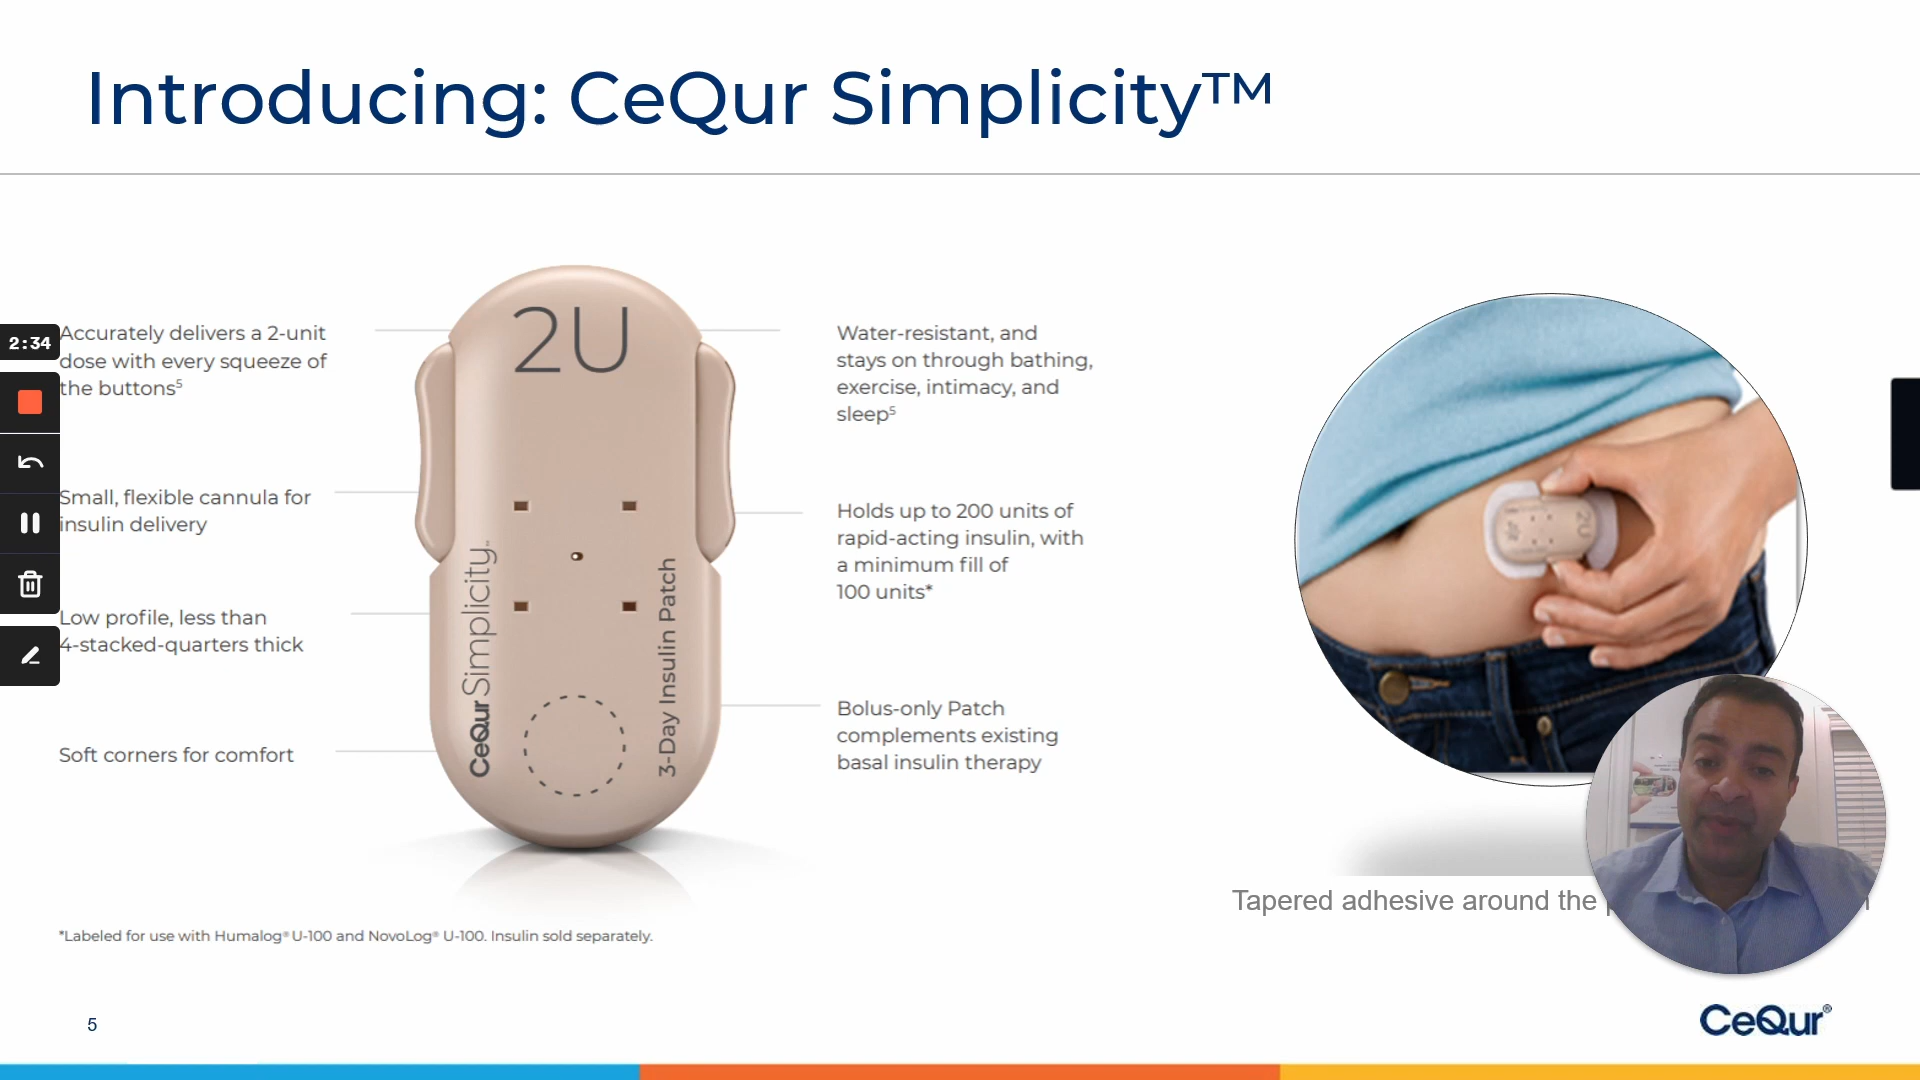 Introducing: CeQur Simplicity™
2:34
Accurately delivers a 2-unit
dose with every squeeze of
the buttons⁵
Small, flexible cannula for
insulin delivery
Low profile, less than
4-stacked-quarters thick
Soft corners for comfort
2U
CeQur Simplicity™
3-Day Insulin Patch
Water-resistant, and
stays on through bathing,
exercise, intimacy, and
sleep⁵
Holds up to 200 units of
rapid-acting insulin, with
a minimum fill of
100 units*
Bolus-only Patch
complements existing
basal insulin therapy
2U
Tapered adhesive around the
*Labeled for use with Humalog® U-100 and NovoLog® U-100. Insulin sold separately.
5
CeQur®